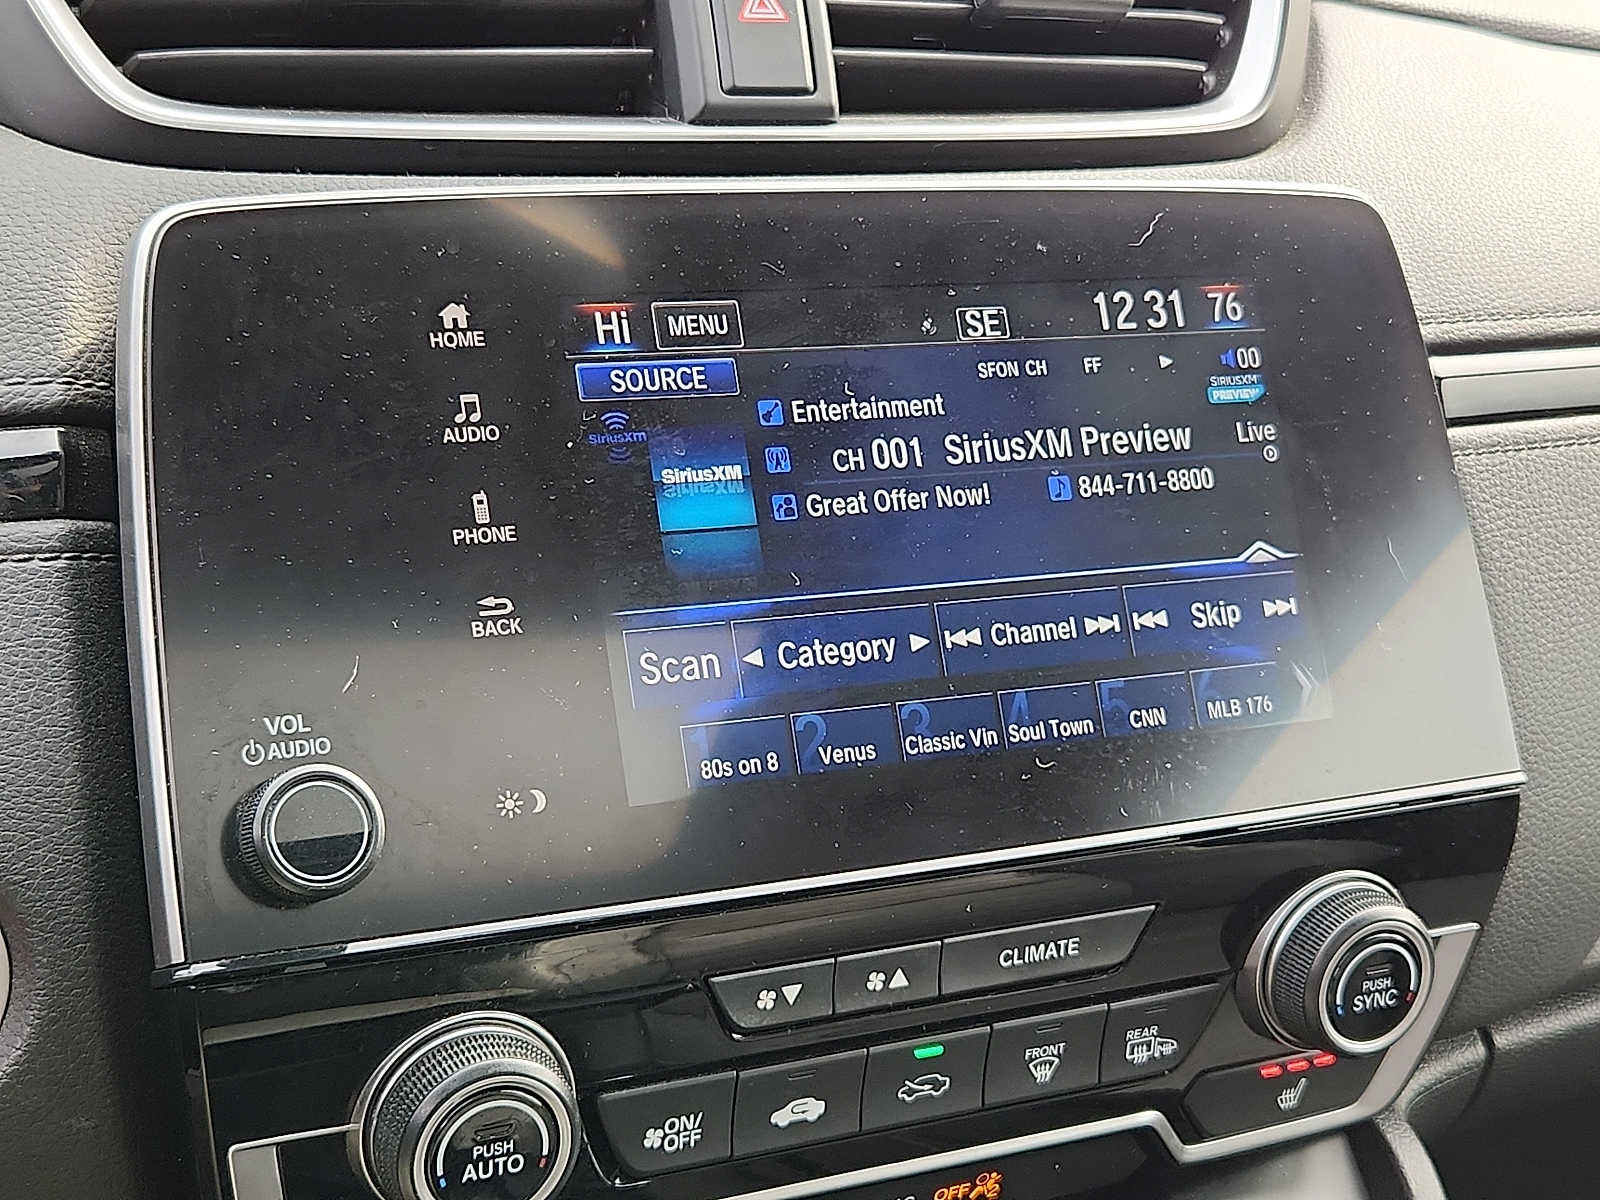 HOME
AUDIO
PHONE
BACK
VOL
AUDIO
Hi MENU SE 12 31 76
SOURCE SFON CH FF 00
SIRIUSXM
PREVIEW
SiriusXM
SiriusXM
Entertainment
CH 001 SiriusXM Preview Live
Great Offer Now! 844-711-8800
Scan Category Channel Skip
1 80s on 8
2 Venus
3 Classic Vin
4 Soul Town
5 CNN
6 MLB 176
CLIMATE
PUSH
SYNC
FRONT
REAR
ON/
OFF
PUSH
AUTO
OFF 2